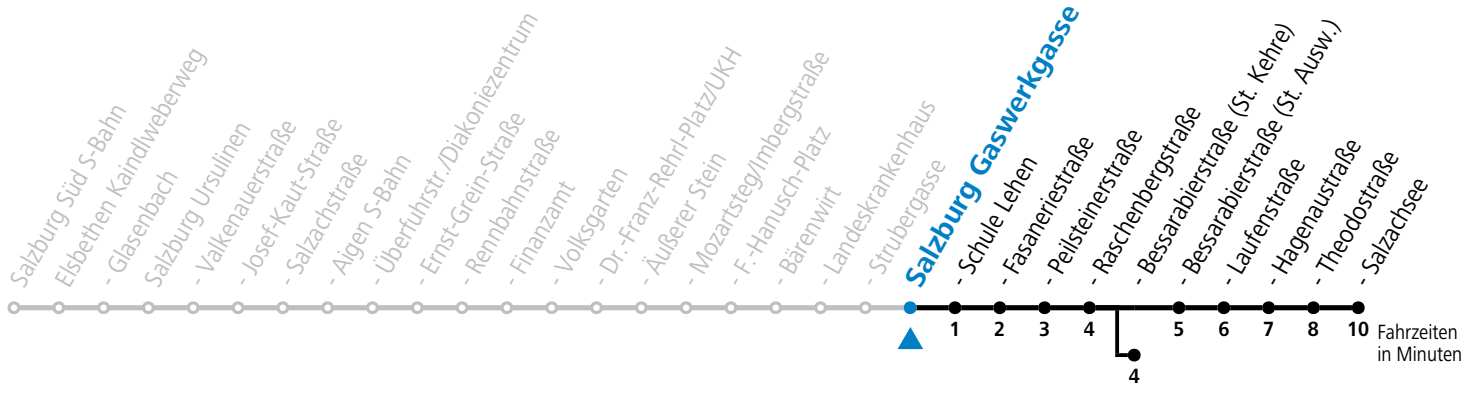 Salzburg Süd S-Bahn
Elsbethen Kaindlweberweg
- Glasenbach
Salzburg Ursulinen
- Valkenauerstraße
- Josef-Kaut-Straße
- Salzachstraße
- Aigen S-Bahn
- Überfuhrstr./Diakoniezentrum
- Ernst-Grein-Straße
- Rennbahnstraße
- Finanzamt
- Volksgarten
- Dr.-Franz-Rehrl-Platz/UKH
- Äußerer Stein
- Mozartsteg/Imbergstraße
- F.-Hanusch-Platz
- Bärenwirt
- Landeskrankenhaus
- Strubergasse
Salzburg Gaswerkgasse
- Schule Lehen
- Fasaneriestraße
- Peilsteinerstraße
- Raschenbergstraße
- Bessarabierstraße (St. Kehre)
- Bessarabierstraße (St. Ausw.)
- Laufenstraße
- Hagenaustraße
- Theodostraße
- Salzachsee
1 2 3 4 5 6 7 8 10 Fahrzeiten
in Minuten
4